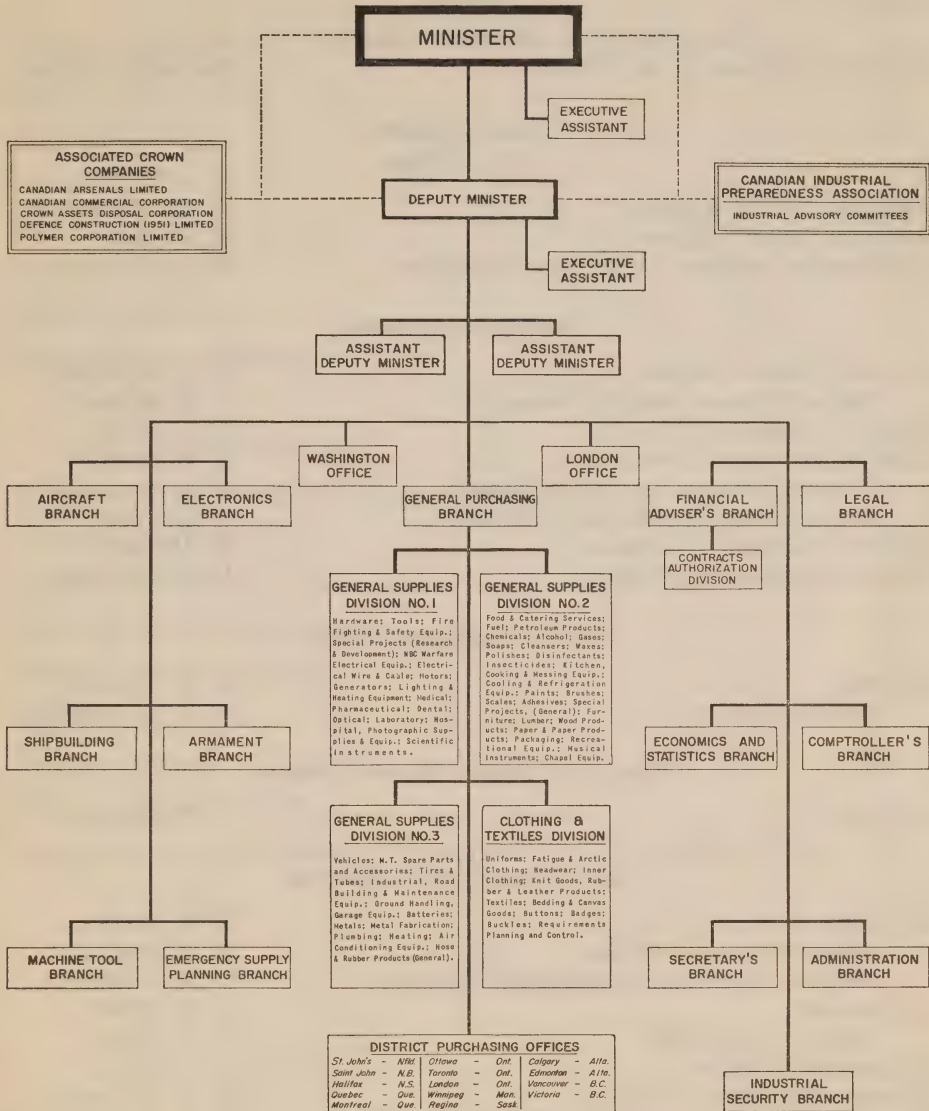 MINISTER
EXECUTIVE
ASSISTANT
ASSOCIATED CROWN
COMPANIES
CANADIAN ARSENALS LIMITED
CANADIAN COMMERCIAL CORPORATION
CROWN ASSETS DISPOSAL CORPORATION
DEFENCE CONSTRUCTION (1951) LIMITED
POLYMER CORPORATION LIMITED
DEPUTY MINISTER
CANADIAN INDUSTRIAL
PREPAREDNESS ASSOCIATION
INDUSTRIAL ADVISORY COMMITTEES
EXECUTIVE
ASSISTANT
ASSISTANT
DEPUTY MINISTER
ASSISTANT
DEPUTY MINISTER
WASHINGTON
OFFICE
LONDON
OFFICE
AIRCRAFT
BRANCH
ELECTRONICS
BRANCH
GENERAL PURCHASING
BRANCH
FINANCIAL
ADVISER'S BRANCH
LEGAL
BRANCH
CONTRACTS
AUTHORIZATION
DIVISION
GENERAL SUPPLIES
DIVISION NO.1
Hardware; Tools; Fire
Fighting & Safety Equip.;
Special Projects (Research
& Development); NBC Warfare
Electrical Equip.; Electri-
cal Wire & Cable; Motors;
Generators; Lighting &
Heating Equipment; Medical;
Pharmaceutical; Dental;
Optical; Laboratory; Hos-
pital, Photographic Sup-
plies & Equip.; Scientific
Instruments.
GENERAL SUPPLIES
DIVISION NO.2
Food & Catering Services;
Fuel; Petroleum Products;
Chemicals; Alcohol; Gases;
Soaps; Cleansers; Waxes;
Polishes; Disinfectants;
Insecticides; Kitchen,
Cooking & Messing Equip.;
Cooling & Refrigeration
Equip.; Paints; Brushes;
Scales; Adhesives; Special
Projects, (General); Fur-
niture; Lumber; Wood Prod-
ucts; Paper & Paper Prod-
ucts; Packaging; Recrea-
tional Equip.; Musical
Instruments; Chapel Equip.
SHIPBUILDING
BRANCH
ARMAMENT
BRANCH
ECONOMICS AND
STATISTICS BRANCH
COMPTROLLER'S
BRANCH
GENERAL SUPPLIES
DIVISION NO.3
Vehicles; M.T. Spare Parts
and Accessories; Tires &
Tubes; Industrial, Road
Building & Maintenance
Equip.; Ground Handling,
Garage Equip.; Batteries;
Metals; Metal Fabrication;
Plumbing; Heating; Air
Conditioning Equip.; Hose
& Rubber Products (General).
CLOTHING &
TEXTILES DIVISION
Uniforms; Fatigue & Arctic
Clothing; Headwear; Inner
Clothing; Knit Goods, Rub-
ber & Leather Products;
Textiles; Bedding & Canvas
Goods; Buttons; Badges;
Buckles; Requirements
Planning and Control.
MACHINE TOOL
BRANCH
EMERGENCY SUPPLY
PLANNING BRANCH
SECRETARY'S
BRANCH
ADMINISTRATION
BRANCH
DISTRICT PURCHASING OFFICES
St. John's - Nfld. Ottawa - Ont. Calgary - Alta.
Saint John - N.B. Toronto - Ont. Edmonton - Alta.
Halifax - N.S. London - Ont. Vancouver - B.C.
Quebec - Que. Winnipeg - Man. Victoria - B.C.
Montreal - Que. Regina - Sask.
INDUSTRIAL
SECURITY BRANCH